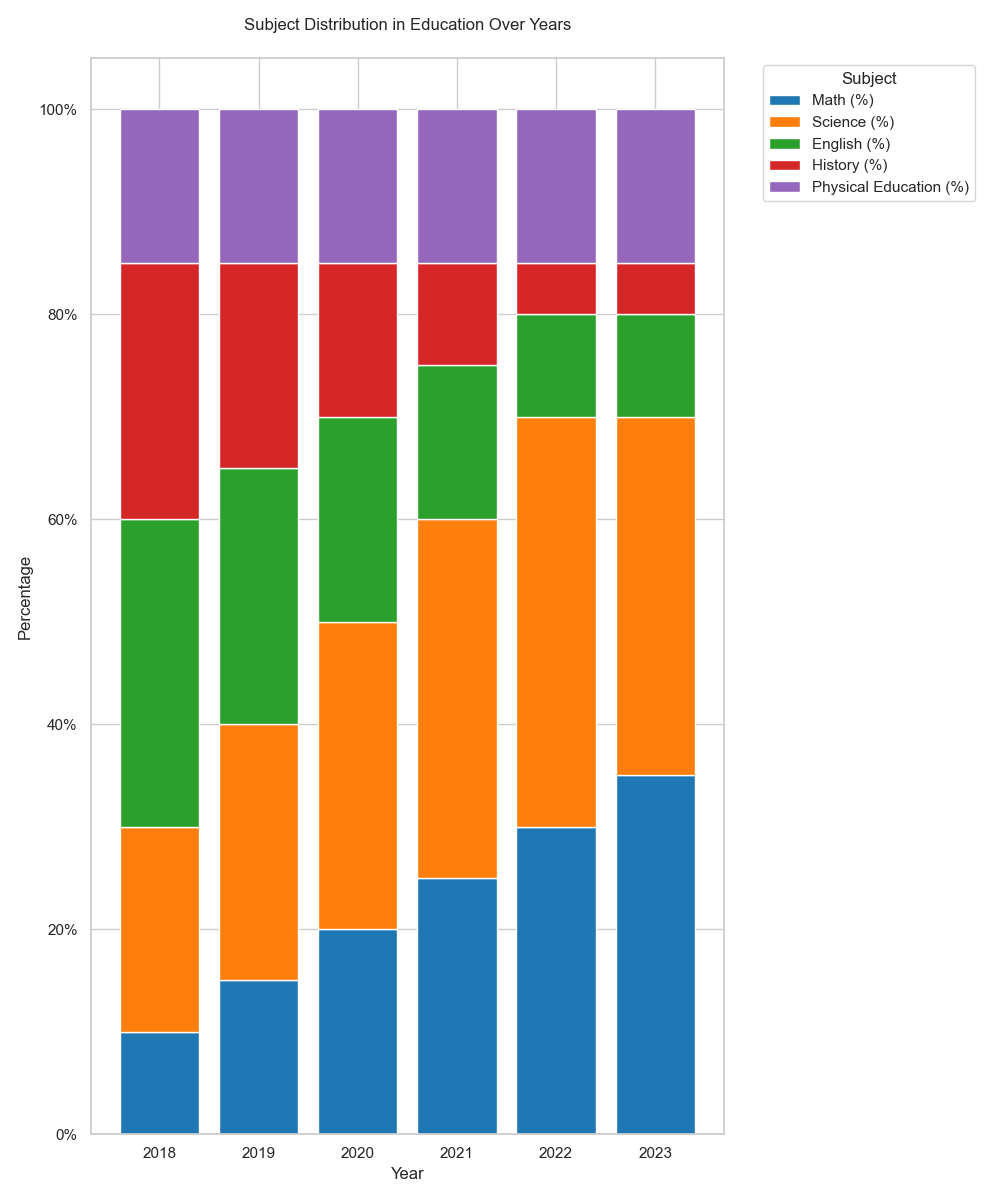 Subject Distribution in Education Over Years
Subject
Math (%)
Science (%)
English (%)
History (%)
Physical Education (%)
Percentage
100%
80%
60%
40%
20%
0%
2018 2019 2020 2021 2022 2023
Year